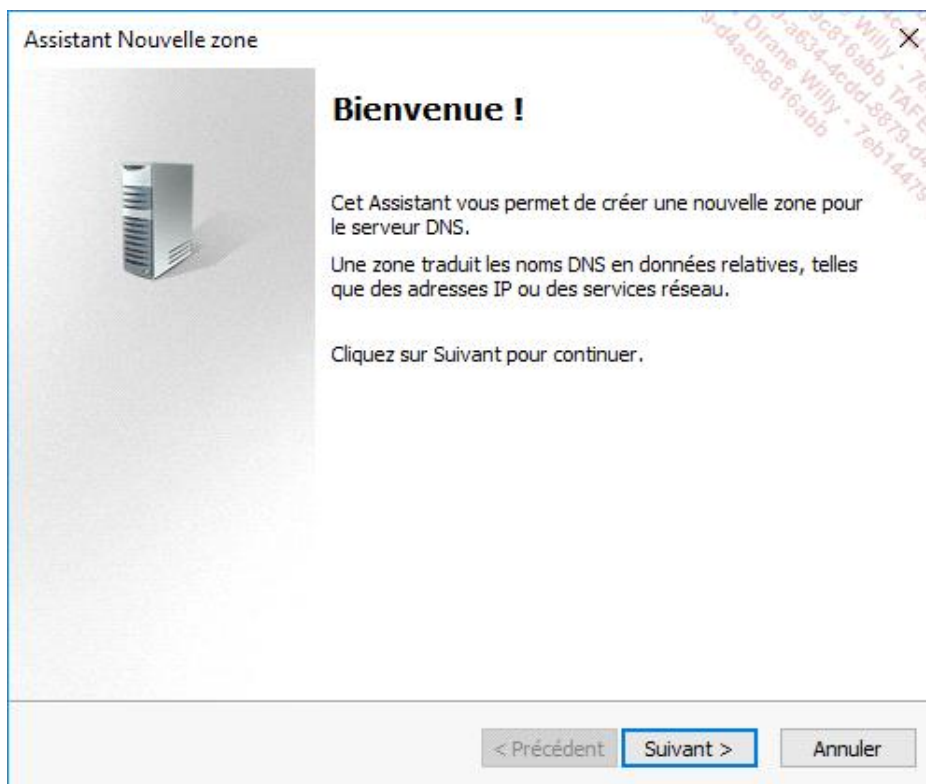 Assistant Nouvelle zone
Bienvenue !
Cet Assistant vous permet de créer une nouvelle zone pour
le serveur DNS.
Une zone traduit les noms DNS en données relatives, telles
que des adresses IP ou des services réseau.
Cliquez sur Suivant pour continuer.
< Précédent
Suivant >
Annuler